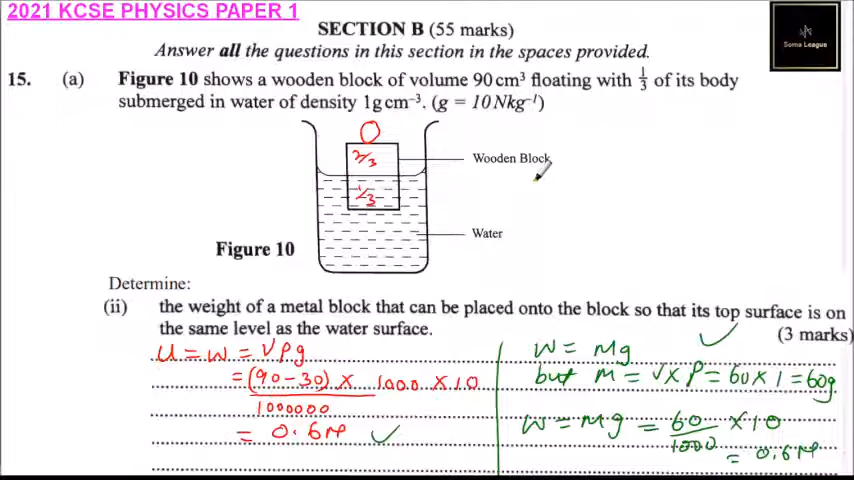 2021 KCSE PHYSICS PAPER 1
SECTION B (55 marks)
Answer all the questions in this section in the spaces provided.
Soma League
15. (a) Figure 10 shows a wooden block of volume 90 cm³ floating with 1/3 of its body
submerged in water of density 1 g cm⁻³. (g = 10 Nkg⁻¹)
2/3
Wooden Block
1/3
Water
Figure 10
Determine:
(ii) the weight of a metal block that can be placed onto the block so that its top surface is on
the same level as the water surface.
(3 marks)
U = W = Vρg
= (90-30) × 1000 × 10
1000000
= 0.6N ✓
W = Mg ✓
but M = V×ρ = 60×1 = 60g
W = Mg = 60/1000 × 10
= 0.6N